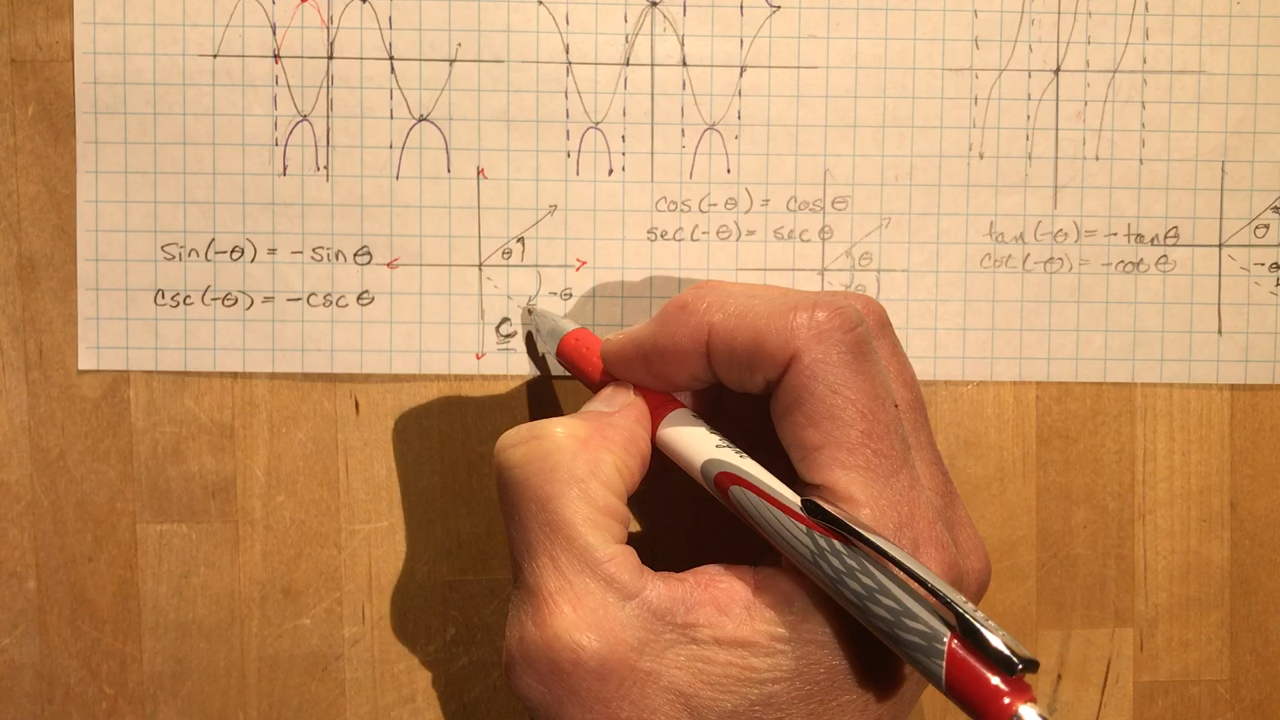 cos(-θ) = cos θ
sec(-θ) = sec θ
sin(-θ) = -sin θ
csc(-θ) = -csc θ
tan(-θ) = -tan θ
cot(-θ) = -cot θ
θ
-θ
C
θ
θ
θ
-θ